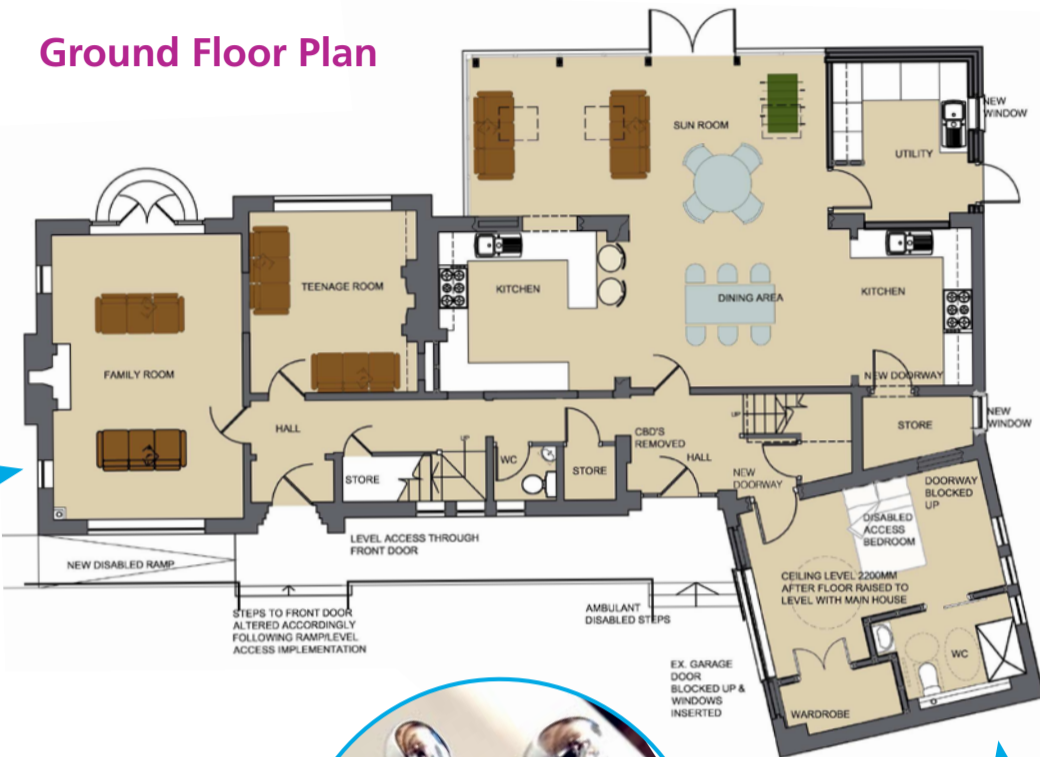 Ground Floor Plan
SUN ROOM
NEW
WINDOW
UTILITY
TEENAGE ROOM
KITCHEN
DINING AREA
KITCHEN
FAMILY ROOM
NEW DOORWAY
HALL
UP
STORE
WC
STORE
UP
CBD'S
REMOVED
HALL
NEW
DOORWAY
STORE
NEW
WINDOW
DOORWAY
BLOCKED
UP
DISABLED
ACCESS
BEDROOM
LEVEL ACCESS THROUGH
FRONT DOOR
NEW DISABLED RAMP
CEILING LEVEL 2200MM
AFTER FLOOR RAISED TO
LEVEL WITH MAIN HOUSE
STEPS TO FRONT DOOR
ALTERED ACCORDINGLY
FOLLOWING RAMP/LEVEL
ACCESS IMPLEMENTATION
AMBULANT
DISABLED STEPS
EX. GARAGE
DOOR
BLOCKED UP &
WINDOWS
INSERTED
WC
WARDROBE